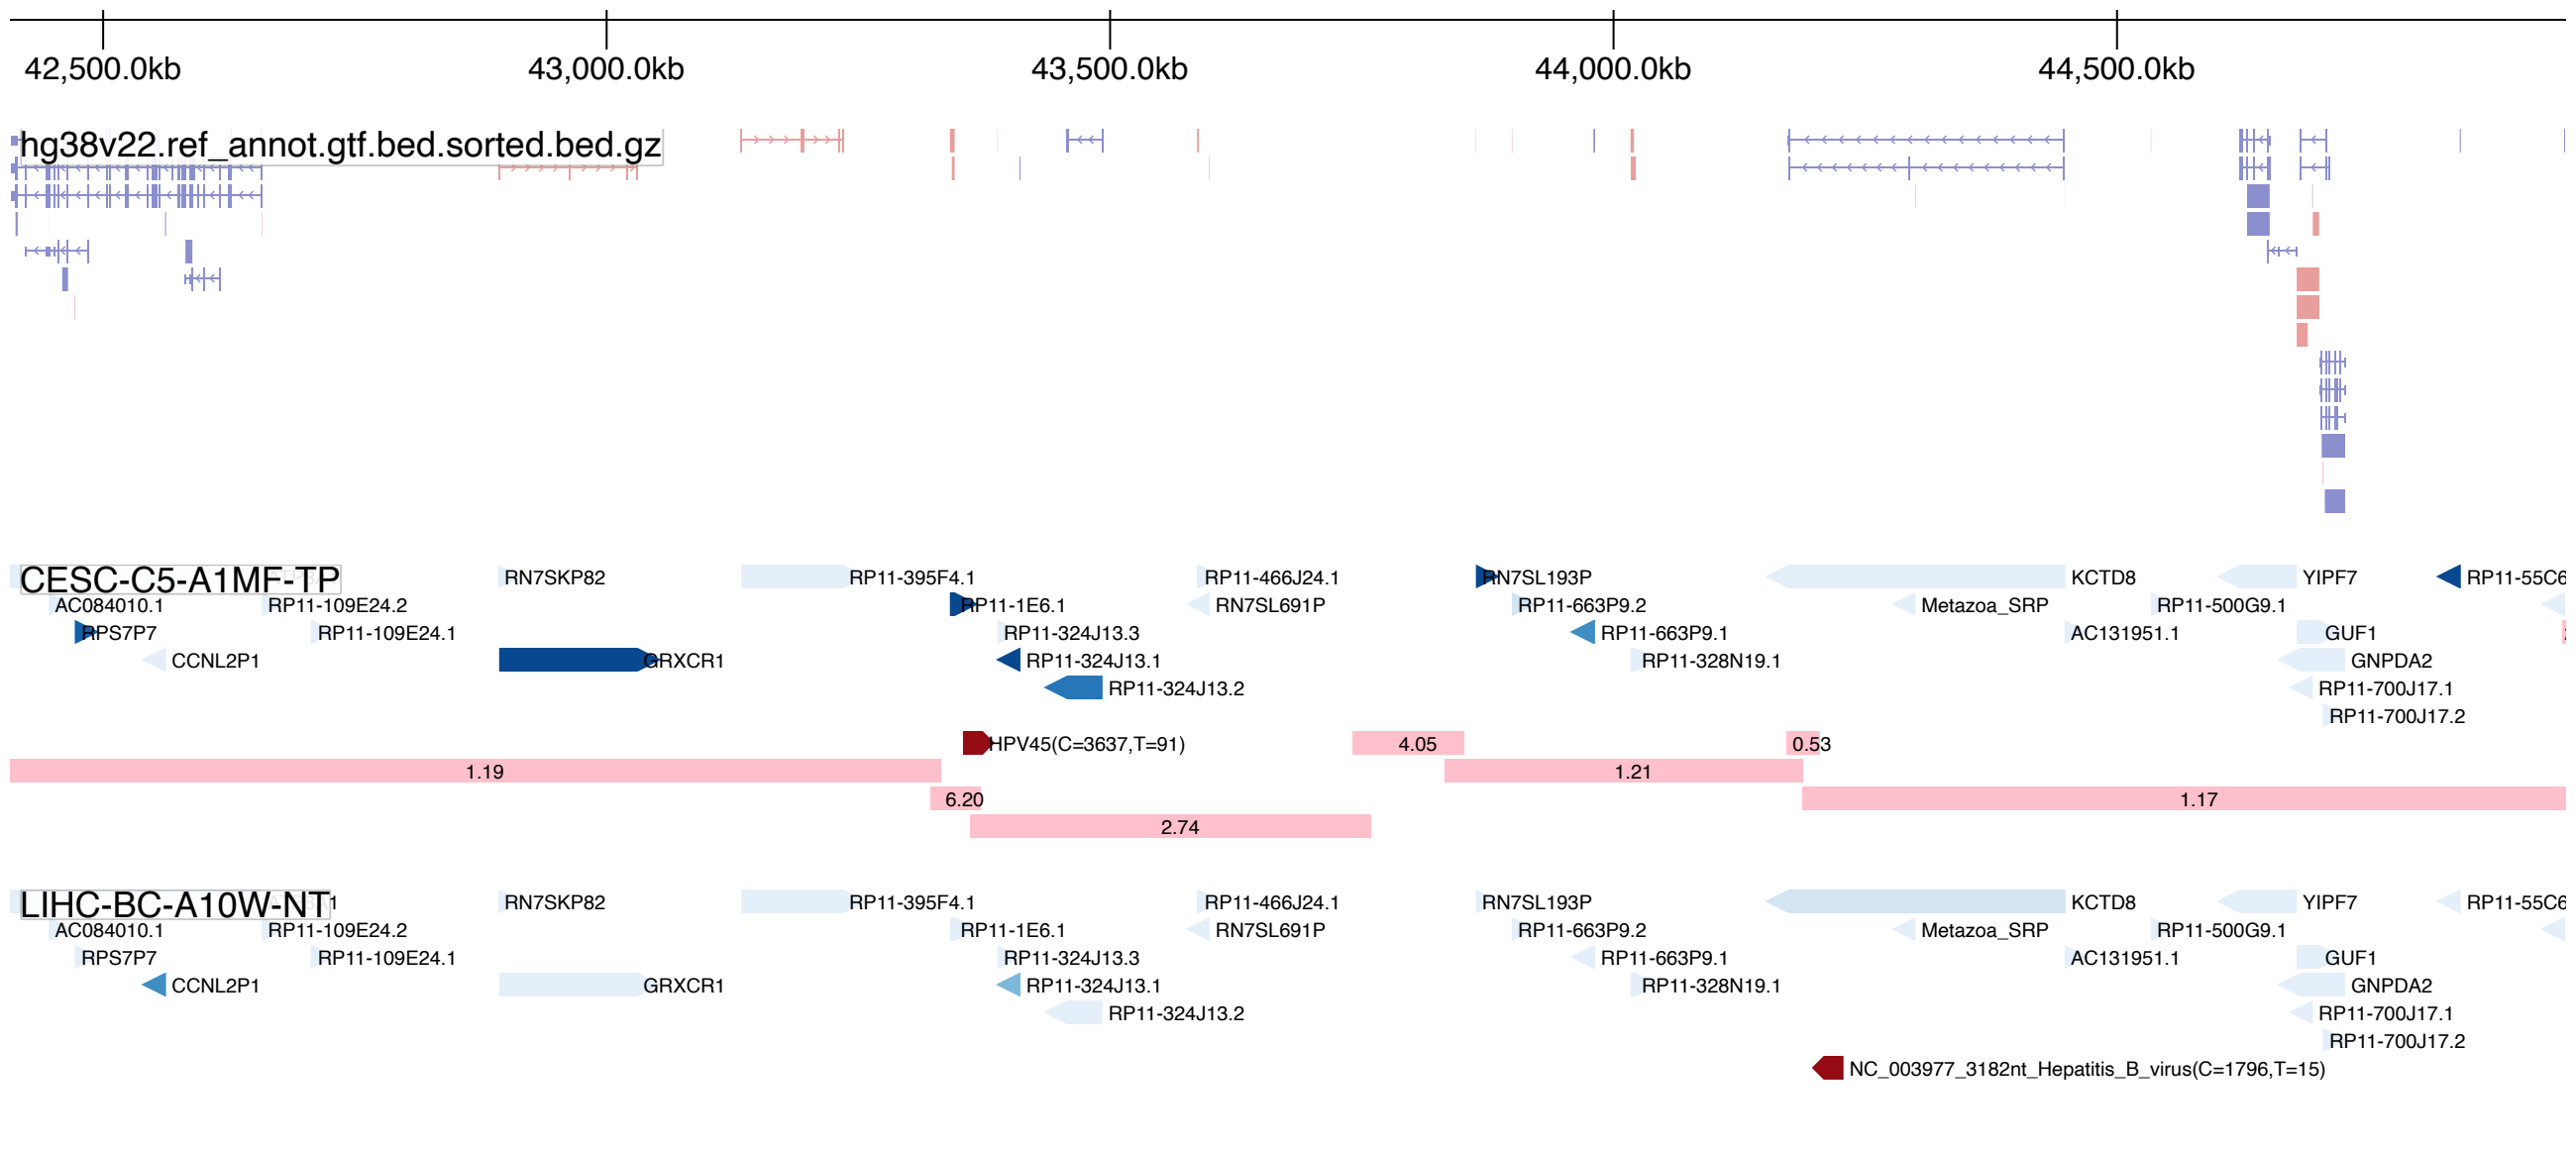 42,500.0kb 43,000.0kb 43,500.0kb 44,000.0kb 44,500.0kb
hg38v22.ref_annot.gtf.bed.sorted.bed.gz
CESC-C5-A1MF-TP RN7SKP82 RP11-395F4.1 RP11-466J24.1 RN7SL193P KCTD8 YIPF7 RP11-55C6
AC084010.1 RP11-109E24.2 RP11-1E6.1 RN7SL691P RP11-663P9.2 Metazoa_SRP RP11-500G9.1
RPS7P7 RP11-109E24.1 RP11-324J13.3 RP11-663P9.1 AC131951.1 GUF1
CCNL2P1 GRXCR1 RP11-324J13.1 RP11-328N19.1 GNPDA2
RP11-324J13.2 RP11-700J17.1
RP11-700J17.2
HPV45(C=3637,T=91) 4.05 0.53
1.19 1.21
6.20 1.17
2.74
LIHC-BC-A10W-NT RN7SKP82 RP11-395F4.1 RP11-466J24.1 RN7SL193P KCTD8 YIPF7 RP11-55C6
AC084010.1 RP11-109E24.2 RP11-1E6.1 RN7SL691P RP11-663P9.2 Metazoa_SRP RP11-500G9.1
RPS7P7 RP11-109E24.1 RP11-324J13.3 RP11-663P9.1 AC131951.1 GUF1
CCNL2P1 GRXCR1 RP11-324J13.1 RP11-328N19.1 GNPDA2
RP11-324J13.2 RP11-700J17.1
RP11-700J17.2
NC_003977_3182nt_Hepatitis_B_virus(C=1796,T=15)